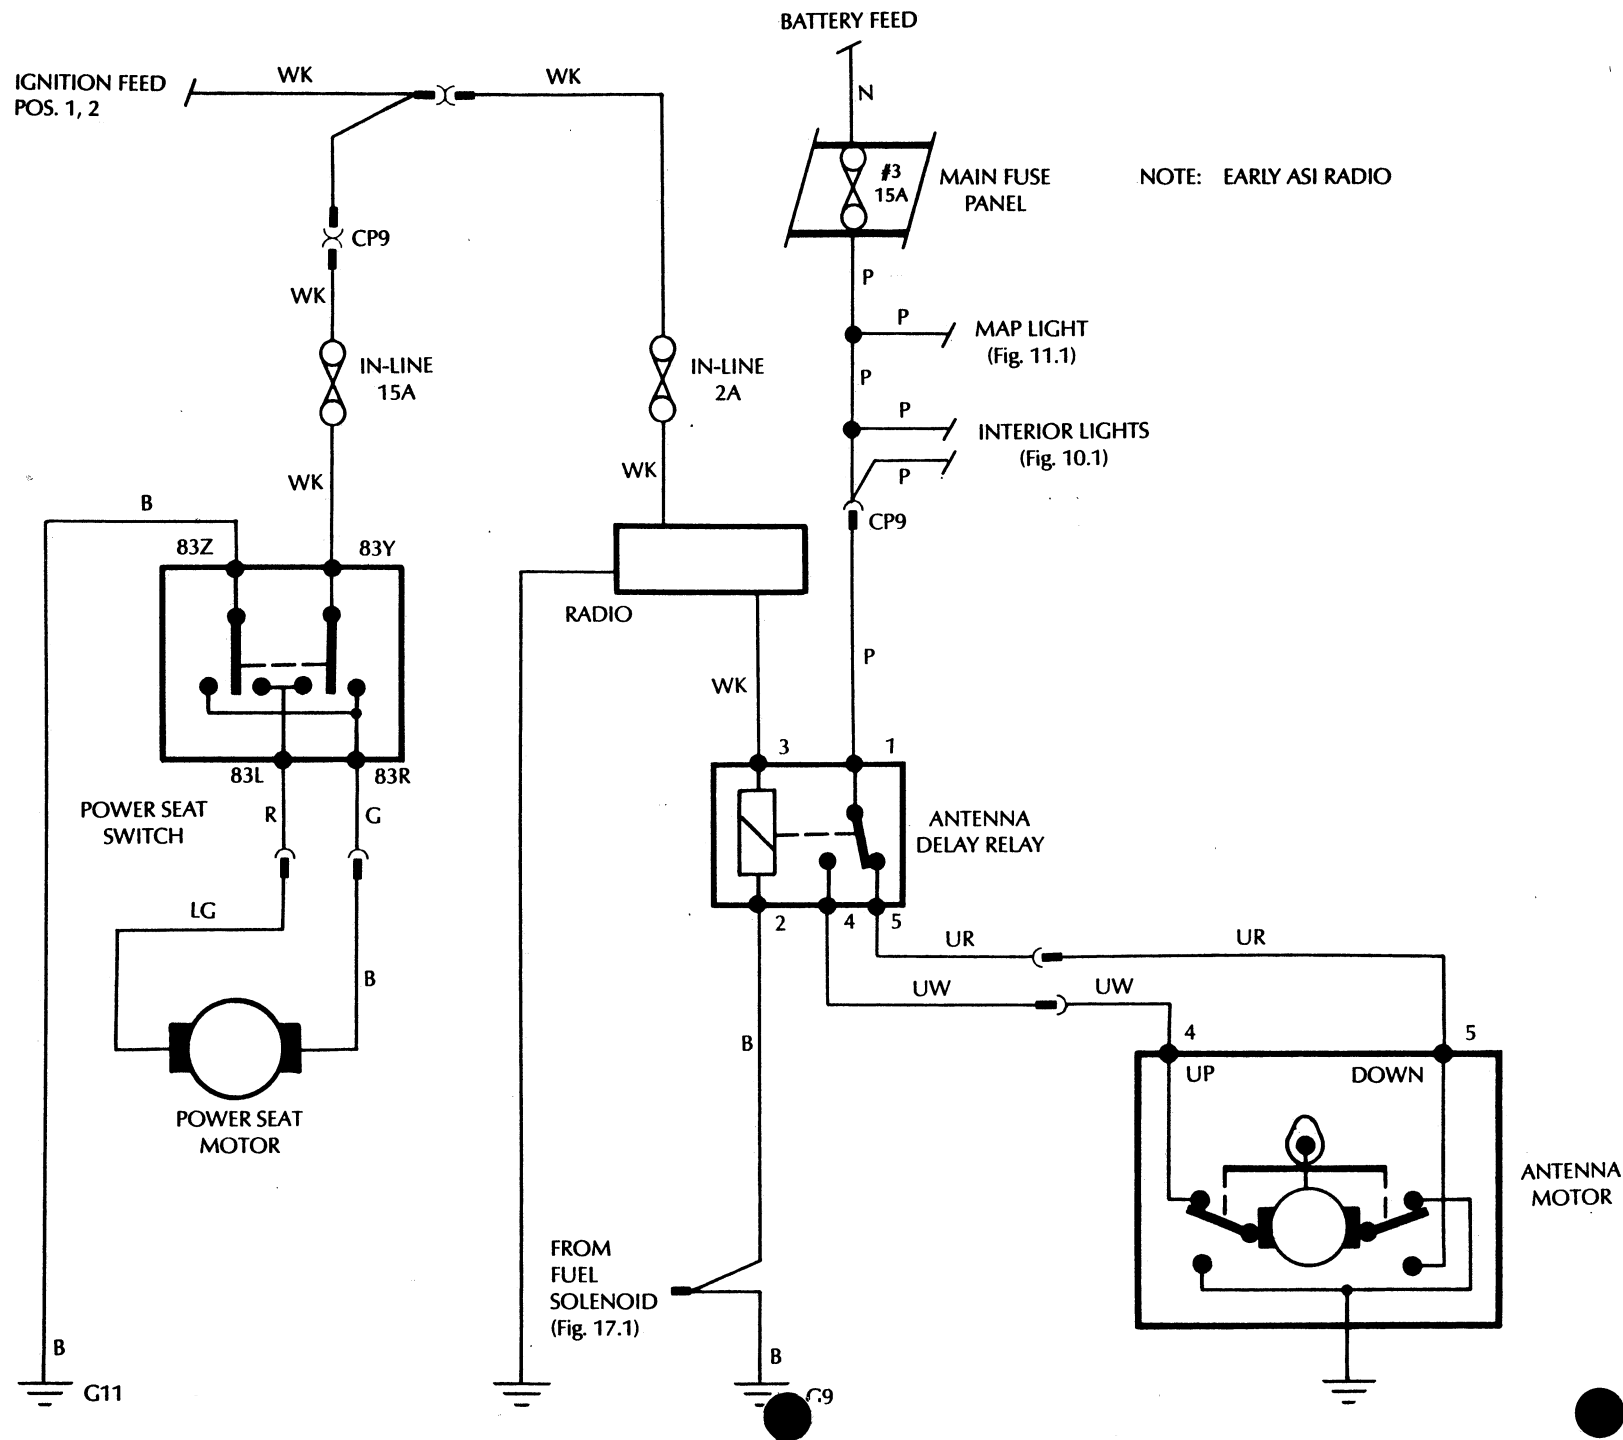 BATTERY FEED
IGNITION FEED
POS. 1, 2
WK
WK
N
#3
15A
MAIN FUSE
PANEL
NOTE: EARLY ASI RADIO
CP9
WK
P
P
MAP LIGHT
(Fig. 11.1)
IN-LINE
15A
IN-LINE
2A
P
P
INTERIOR LIGHTS
(Fig. 10.1)
P
WK
WK
B
CP9
83Z
83Y
RADIO
P
WK
3
1
83L
83R
POWER SEAT
SWITCH
R
G
ANTENNA
DELAY RELAY
2
4
5
LG
UR
UR
B
UW
UW
B
4
5
UP
DOWN
POWER SEAT
MOTOR
ANTENNA
MOTOR
FROM
FUEL
SOLENOID
(Fig. 17.1)
B
B
G11
G9